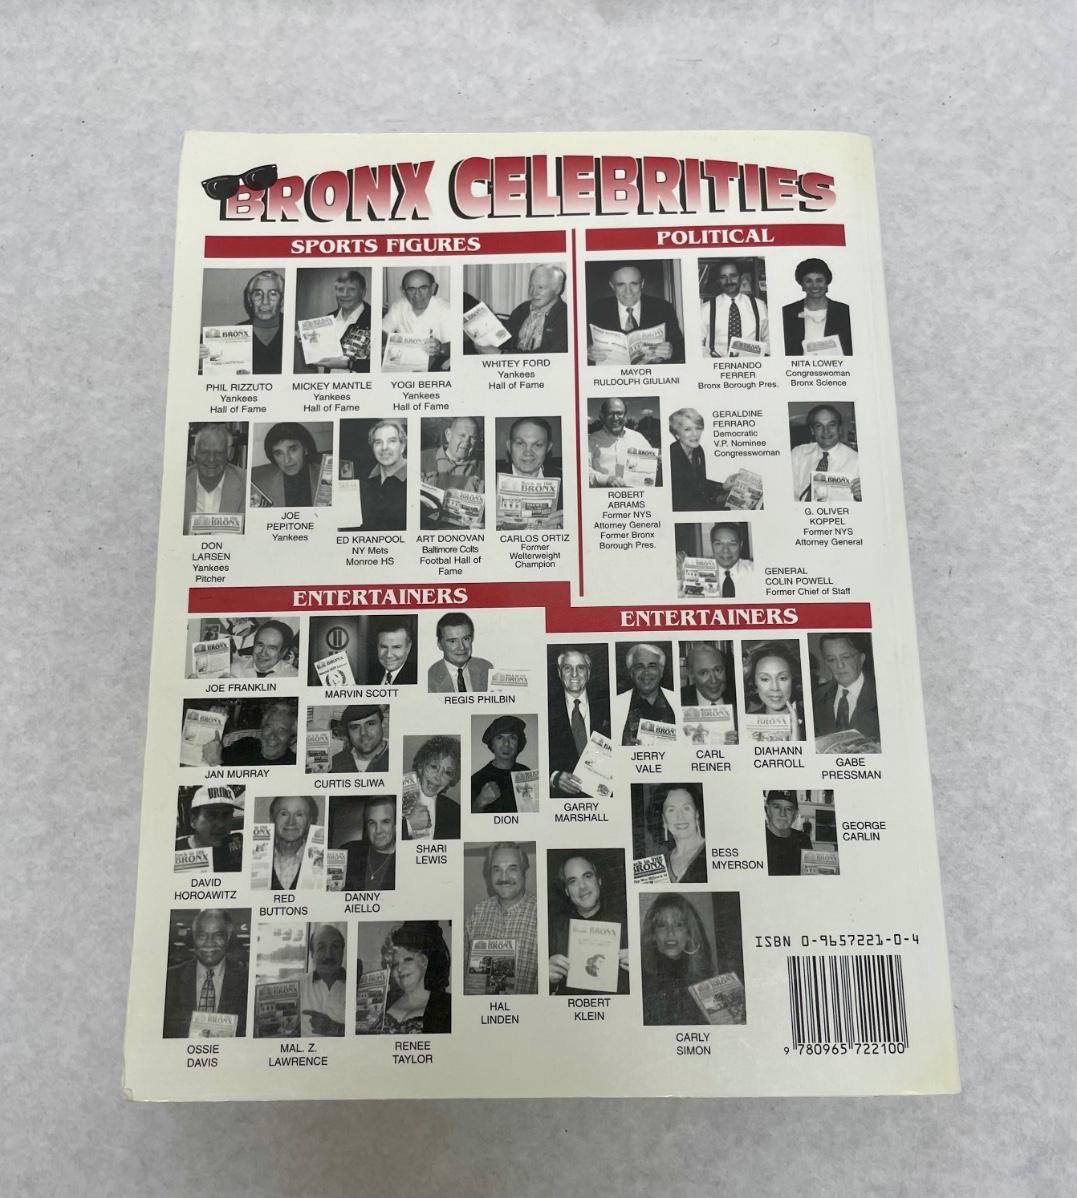 BRONX CELEBRITIES
SPORTS FIGURES
PHIL RIZZUTO
Yankees
Hall of Fame
MICKEY MANTLE
Yankees
Hall of Fame
YOGI BERRA
Yankees
Hall of Fame
WHITEY FORD
Yankees
Hall of Fame
DON
LARSEN
Yankees
Pitcher
JOE
PEPITONE
Yankees
ED KRANPOOL
NY Mets
Monroe HS
ART DONOVAN
Baltimore Colts
Footbal Hall of
Fame
CARLOS ORTIZ
Former
Welterweight
Champion
POLITICAL
MAYOR
RULDOLPH GIULIANI
FERNANDO
FERRER
Bronx Borough Pres.
NITA LOWEY
Congresswoman
Bronx Science
ROBERT
ABRAMS
Former NYS
Attorney General
Former Bronx
Borough Pres.
GERALDINE
FERRARO
Democratic
V.P. Nominee
Congresswoman
G. OLIVER
KOPPEL
Former NYS
Attorney General
GENERAL
COLIN POWELL
Former Chief of Staff
ENTERTAINERS
JOE FRANKLIN
MARVIN SCOTT
REGIS PHILBIN
JAN MURRAY
CURTIS SLIWA
SHARI
LEWIS
DION
DAVID
HOROAWITZ
RED
BUTTONS
DANNY
AIELLO
OSSIE
DAVIS
MAL. Z.
LAWRENCE
RENEE
TAYLOR
ENTERTAINERS
GARRY
MARSHALL
JERRY
VALE
CARL
REINER
DIAHANN
CARROLL
GABE
PRESSMAN
BESS
MYERSON
GEORGE
CARLIN
HAL
LINDEN
ROBERT
KLEIN
CARLY
SIMON
ISBN 0-9657221-0-4
9 780965 722100